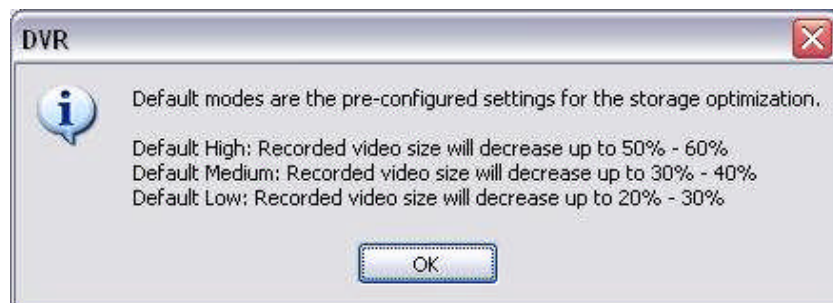 DVR
Default modes are the pre-configured settings for the storage optimization.
Default High: Recorded video size will decrease up to 50% - 60%
Default Medium: Recorded video size will decrease up to 30% - 40%
Default Low: Recorded video size will decrease up to 20% - 30%
OK